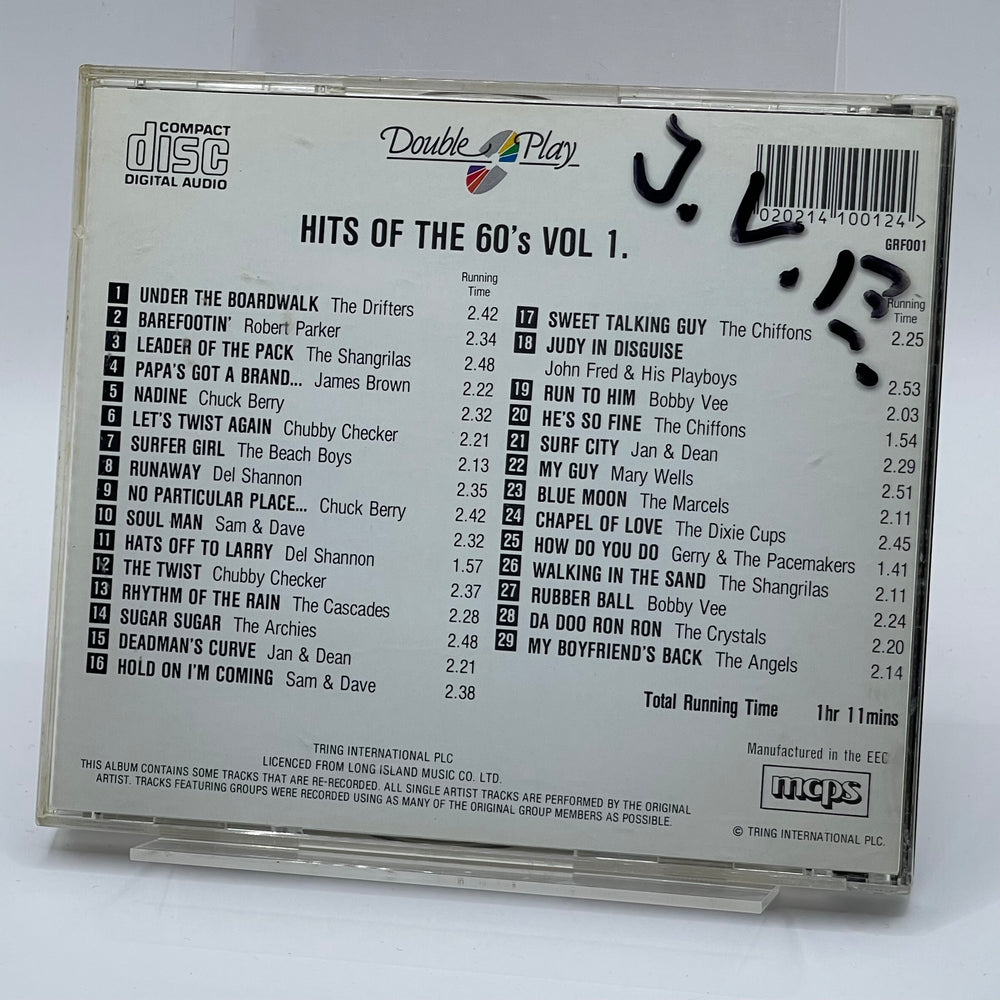 COMPACT
disc
DIGITAL AUDIO
Double Play
J. L. B.
020214 100124 >
GRF001
HITS OF THE 60's VOL 1.
Running
Time
1 UNDER THE BOARDWALK The Drifters 2.42
2 BAREFOOTIN' Robert Parker 2.34
3 LEADER OF THE PACK The Shangrilas 2.48
4 PAPA'S GOT A BRAND... James Brown 2.22
5 NADINE Chuck Berry 2.32
6 LET'S TWIST AGAIN Chubby Checker 2.21
7 SURFER GIRL The Beach Boys 2.13
8 RUNAWAY Del Shannon 2.35
9 NO PARTICULAR PLACE... Chuck Berry 2.42
10 SOUL MAN Sam & Dave 2.32
11 HATS OFF TO LARRY Del Shannon 1.57
12 THE TWIST Chubby Checker 2.37
13 RHYTHM OF THE RAIN The Cascades 2.28
14 SUGAR SUGAR The Archies 2.48
15 DEADMAN'S CURVE Jan & Dean 2.21
16 HOLD ON I'M COMING Sam & Dave 2.38
Running
Time
17 SWEET TALKING GUY The Chiffons 2.25
18 JUDY IN DISGUISE
John Fred & His Playboys 2.53
19 RUN TO HIM Bobby Vee 2.03
20 HE'S SO FINE The Chiffons 1.54
21 SURF CITY Jan & Dean 2.29
22 MY GUY Mary Wells 2.51
23 BLUE MOON The Marcels 2.11
24 CHAPEL OF LOVE The Dixie Cups 2.45
25 HOW DO YOU DO Gerry & The Pacemakers 1.41
26 WALKING IN THE SAND The Shangrilas 2.11
27 RUBBER BALL Bobby Vee 2.24
28 DA DOO RON RON The Crystals 2.20
29 MY BOYFRIEND'S BACK The Angels 2.14
Total Running Time 1hr 11mins
TRING INTERNATIONAL PLC
LICENCED FROM LONG ISLAND MUSIC CO. LTD.
THIS ALBUM CONTAINS SOME TRACKS THAT ARE RE-RECORDED. ALL SINGLE ARTIST TRACKS ARE PERFORMED BY THE ORIGINAL
ARTIST. TRACKS FEATURING GROUPS WERE RECORDED USING AS MANY OF THE ORIGINAL GROUP MEMBERS AS POSSIBLE.
Manufactured in the EEC
mcps
© TRING INTERNATIONAL PLC.